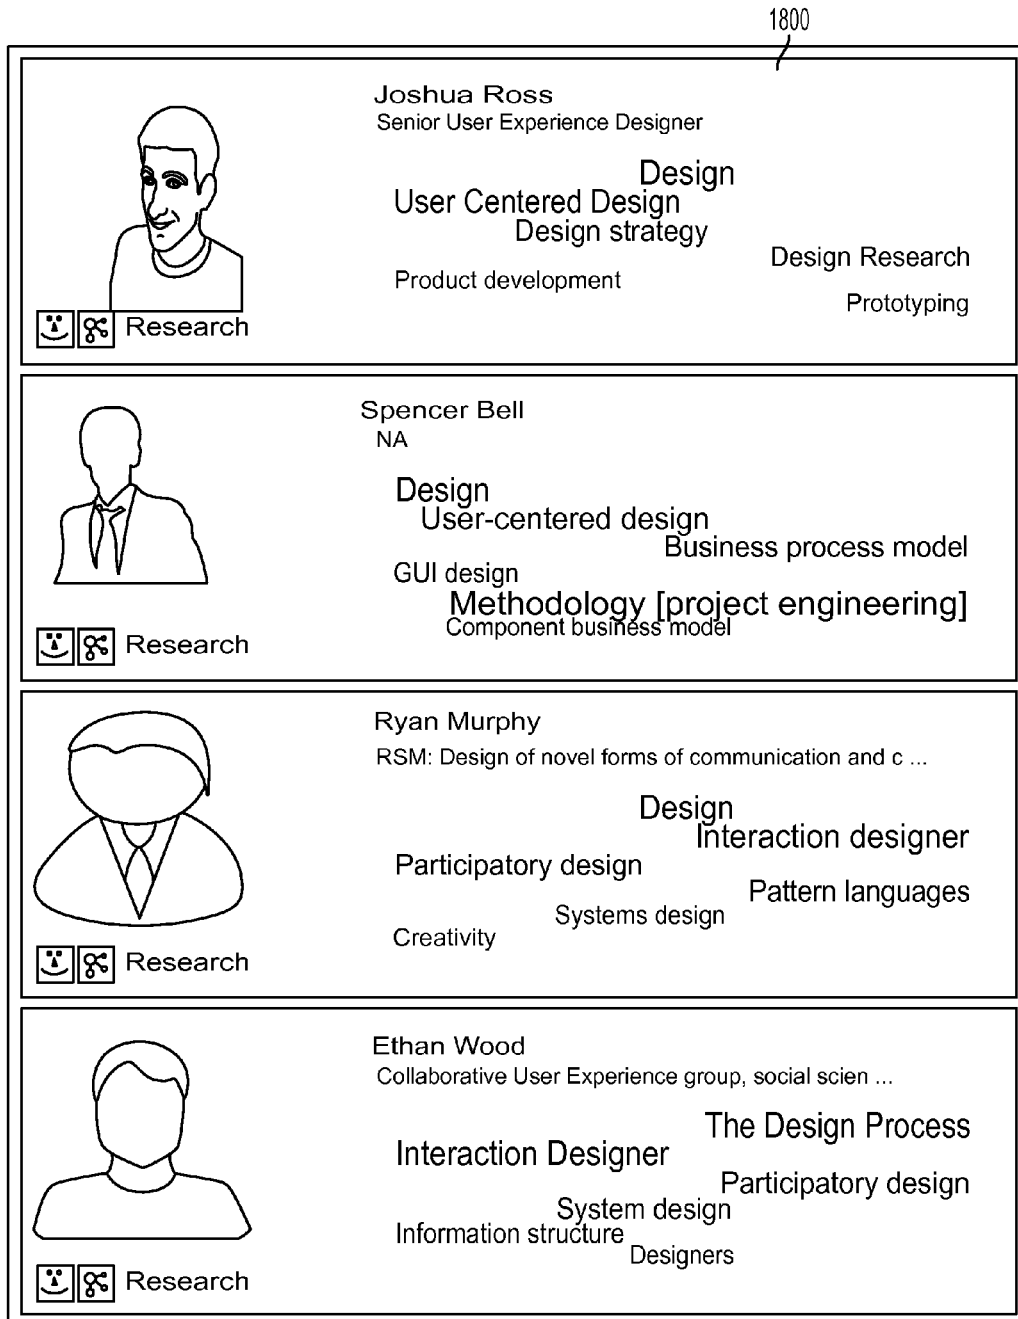 1800
Joshua Ross
Senior User Experience Designer
Design
User Centered Design
Design strategy
Design Research
Product development
Prototyping
Research
Spencer Bell
NA
Design
User-centered design
Business process model
GUI design
Methodology [project engineering]
Component business model
Research
Ryan Murphy
RSM: Design of novel forms of communication and c ...
Design
Interaction designer
Participatory design
Pattern languages
Systems design
Creativity
Research
Ethan Wood
Collaborative User Experience group, social scien ...
The Design Process
Interaction Designer
Participatory design
System design
Information structure
Designers
Research